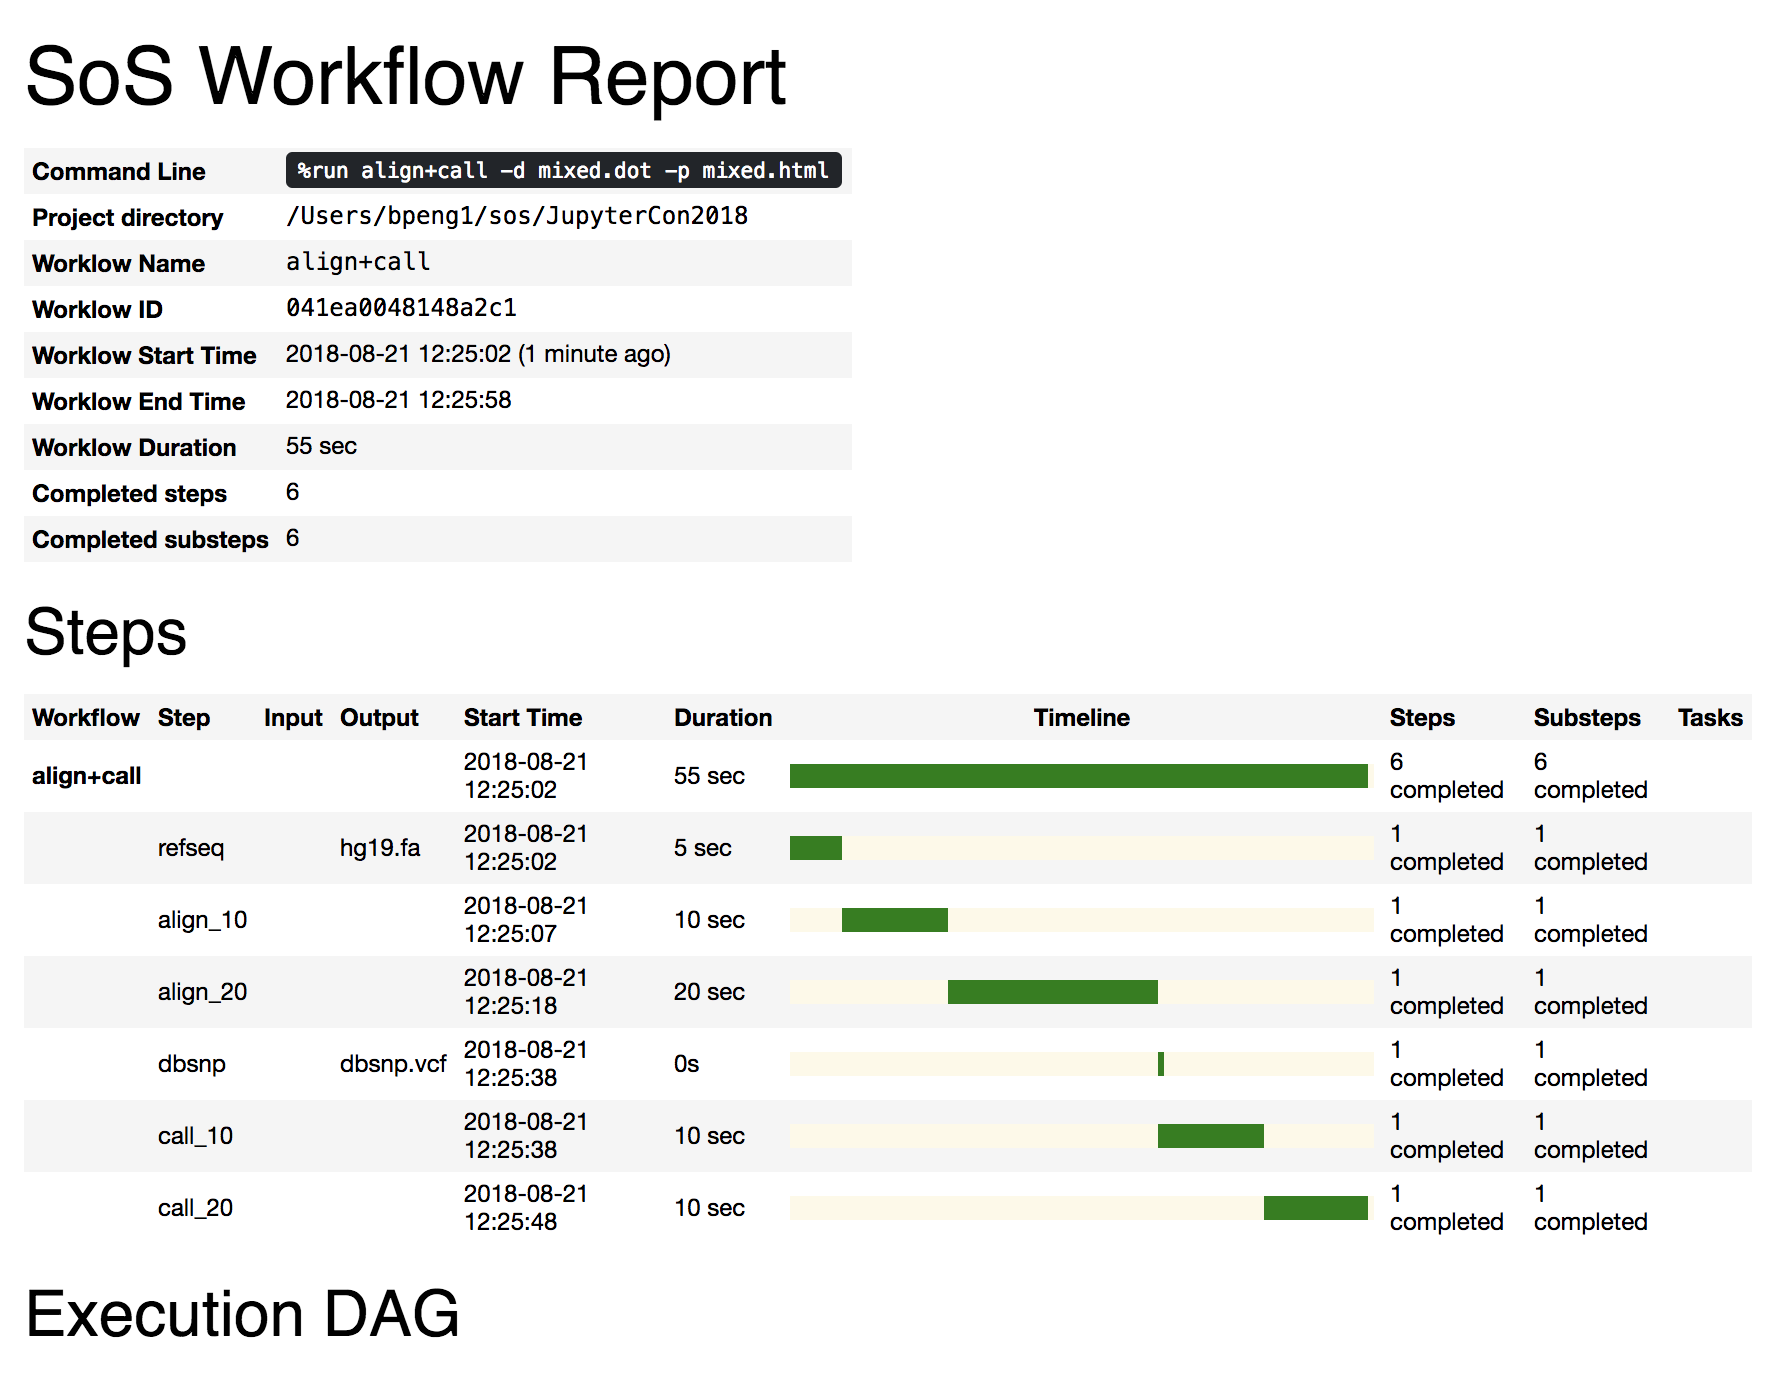 SoS Workflow Report
Command Line %run align+call -d mixed.dot -p mixed.html
Project directory /Users/bpeng1/sos/JupyterCon2018
Worklow Name align+call
Worklow ID 041ea0048148a2c1
Worklow Start Time 2018-08-21 12:25:02 (1 minute ago)
Worklow End Time 2018-08-21 12:25:58
Worklow Duration 55 sec
Completed steps 6
Completed substeps 6
Steps
Workflow Step Input Output Start Time Duration Timeline Steps Substeps Tasks
align+call 2018-08-21 12:25:02 55 sec 6 completed 6 completed
refseq hg19.fa 2018-08-21 12:25:02 5 sec 1 completed 1 completed
align_10 2018-08-21 12:25:07 10 sec 1 completed 1 completed
align_20 2018-08-21 12:25:18 20 sec 1 completed 1 completed
dbsnp dbsnp.vcf 2018-08-21 12:25:38 0s 1 completed 1 completed
call_10 2018-08-21 12:25:38 10 sec 1 completed 1 completed
call_20 2018-08-21 12:25:48 10 sec 1 completed 1 completed
Execution DAG